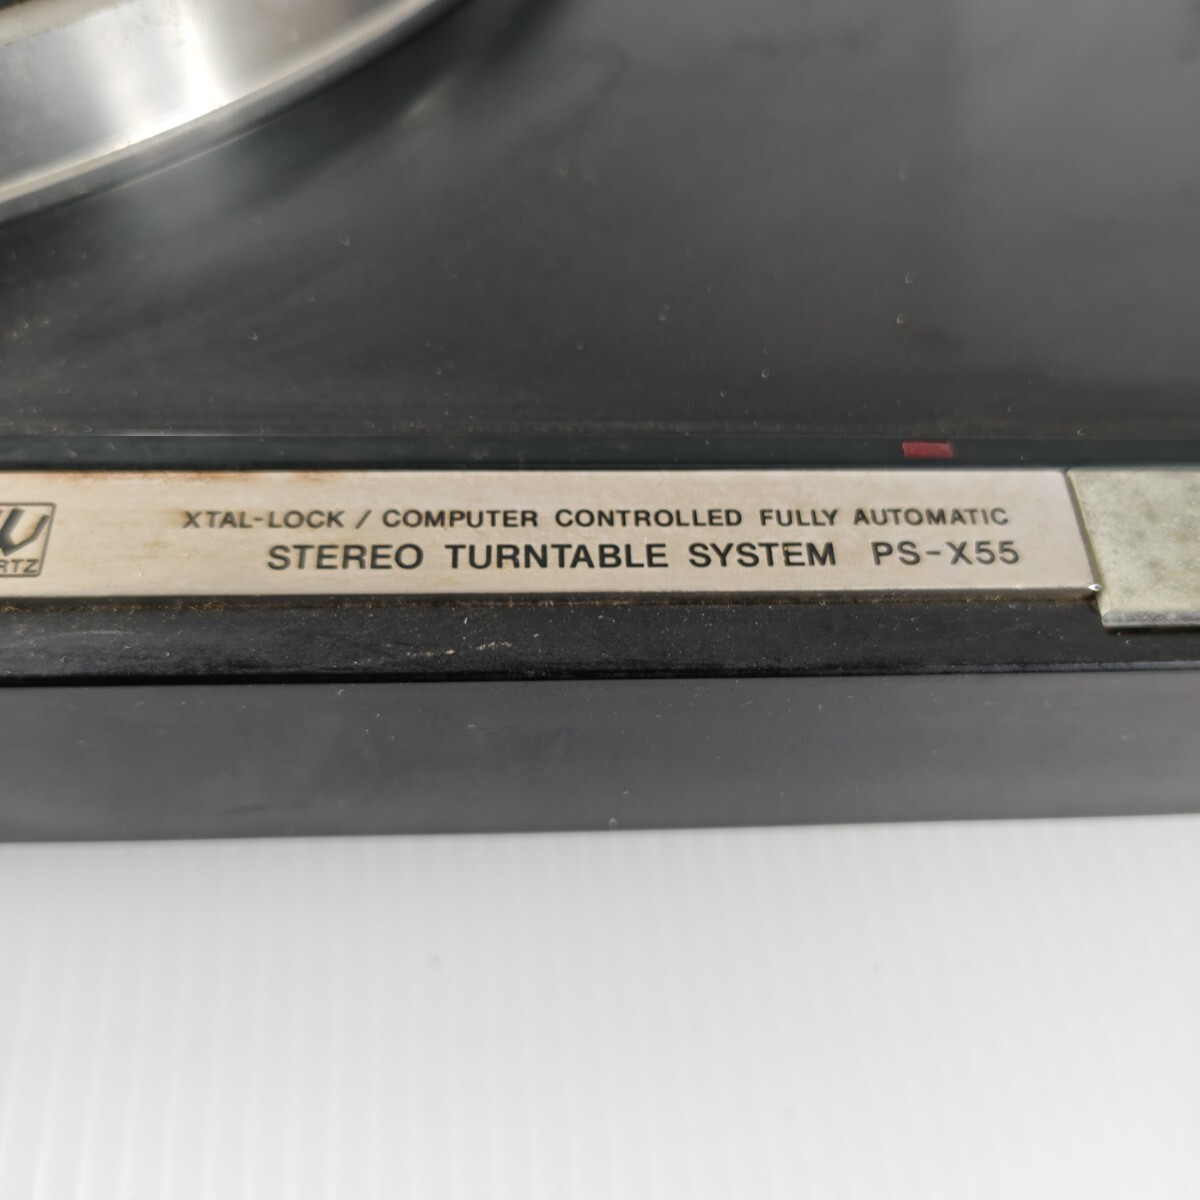 XTAL-LOCK / COMPUTER CONTROLLED FULLY AUTOMATIC
STEREO TURNTABLE SYSTEM PS-X55